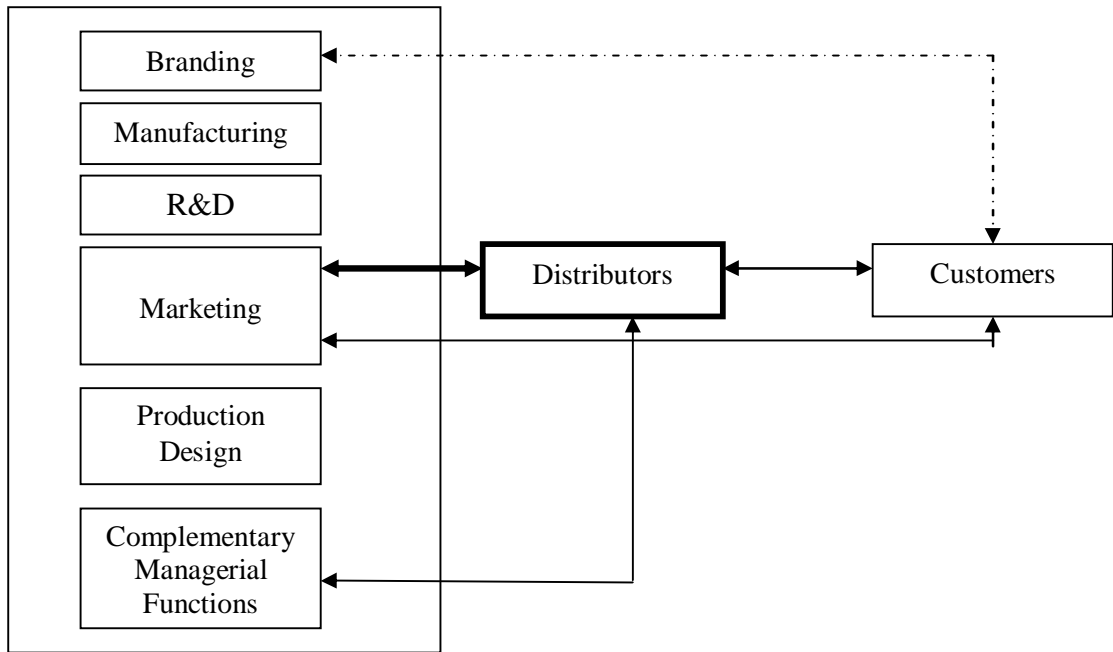 Branding
Manufacturing
R&D
Marketing
Distributors
Customers
Production
Design
Complementary
Managerial
Functions